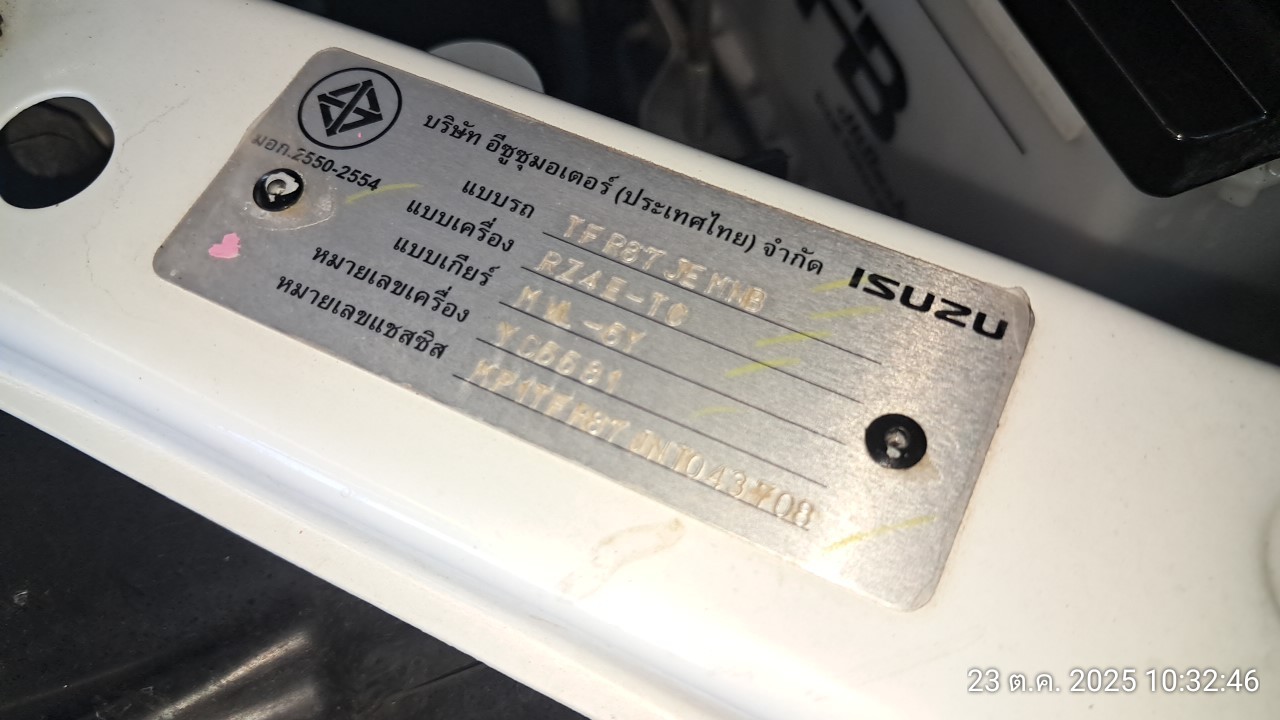 บริษัท อีซูซุมอเตอร์ (ประเทศไทย) จำกัด
มอก.2550-2554
ISUZU
แบบรถ TFR87JEMMB
แบบเครื่อง RZ4E-TC
แบบเกียร์ MVL-6Y
หมายเลขเครื่อง YC5581
หมายเลขแชสชิส MP1TFR87JNT043708
23 ต.ค. 2025 10:32:46